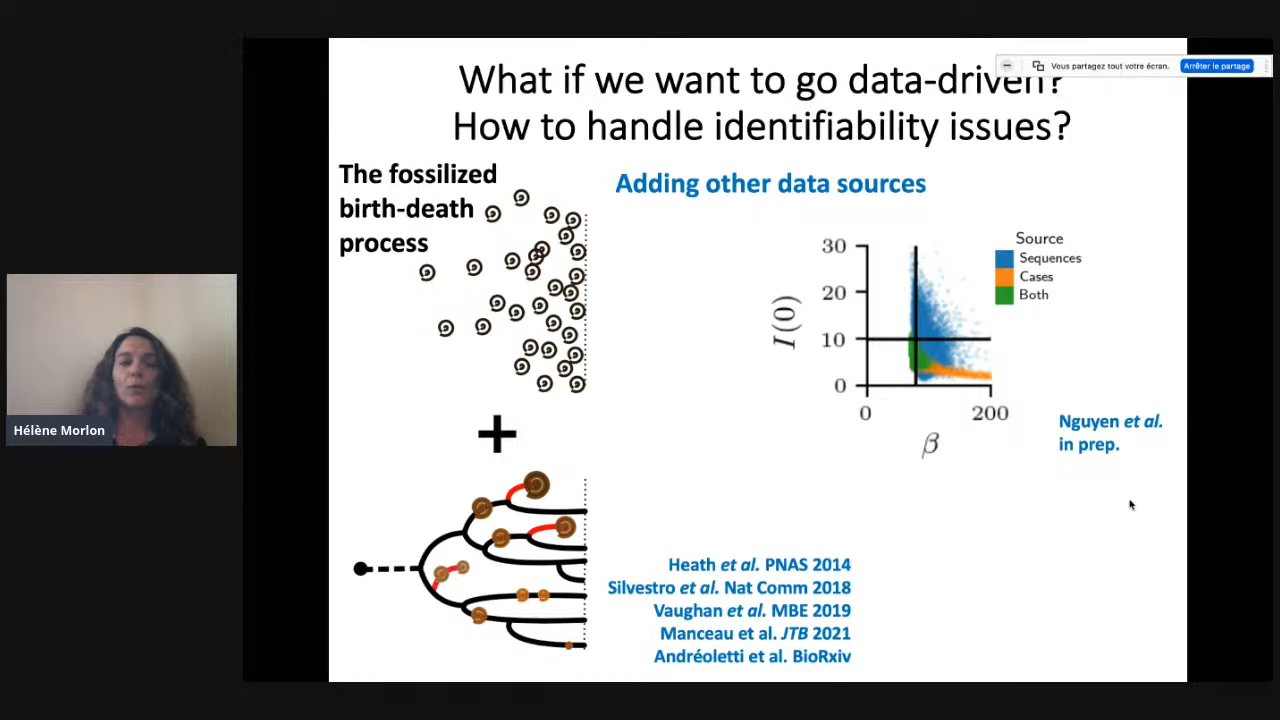 What if we want to go data-driven?
How to handle identifiability issues?
Vous partagez tout votre écran.
Arrêter le partage
The fossilized
birth-death
process
Adding other data sources
30
20
10
0
I(0)
0
200
β
Source
Sequences
Cases
Both
Nguyen et al.
in prep.
Hélène Morlon
+
Heath et al. PNAS 2014
Silvestro et al. Nat Comm 2018
Vaughan et al. MBE 2019
Manceau et al. JTB 2021
Andréoletti et al. BioRxiv